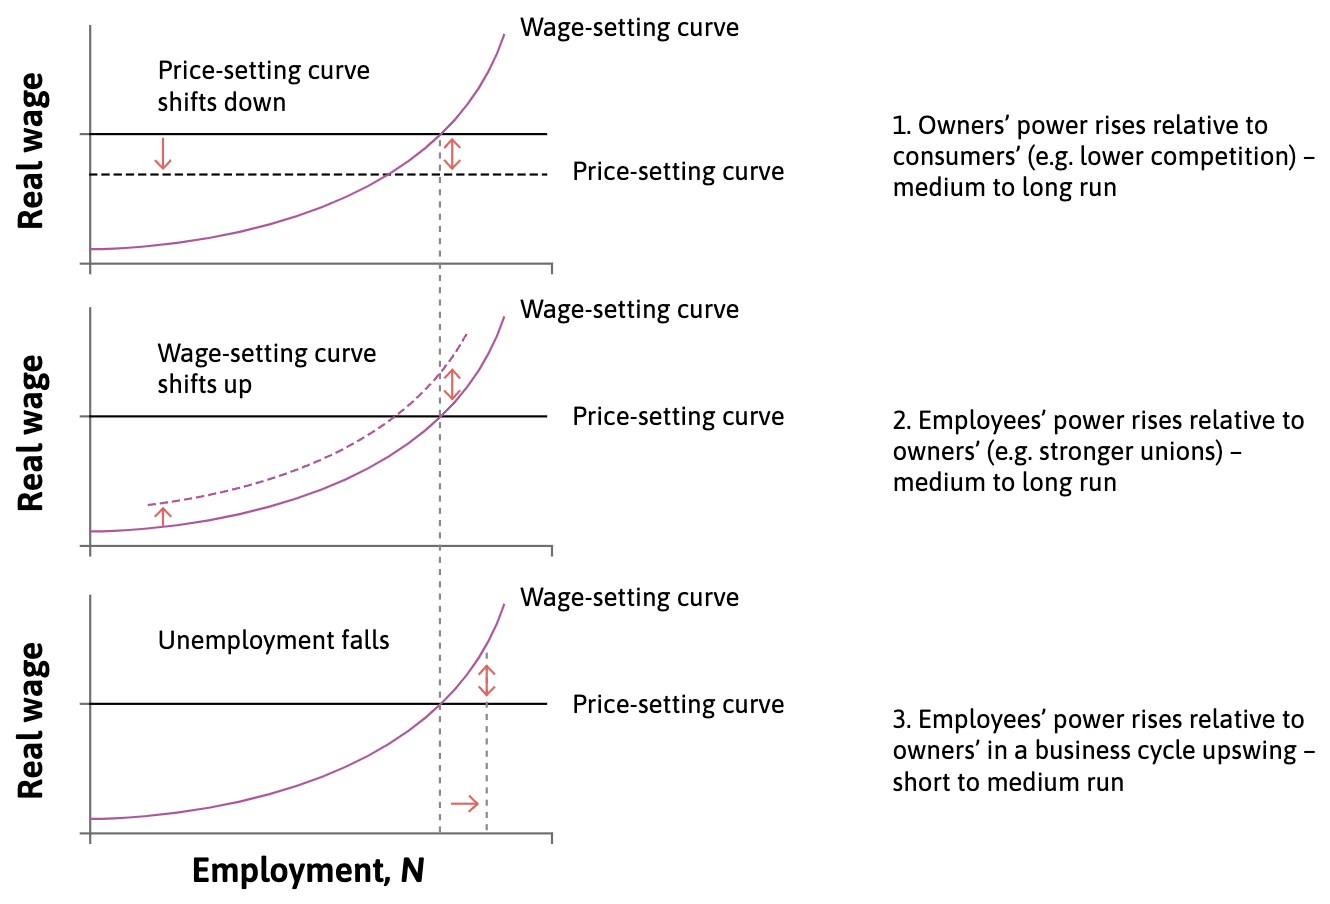 Real wage
Price-setting curve
shifts down
Wage-setting curve
Price-setting curve
1. Owners’ power rises relative to
consumers’ (e.g. lower competition) –
medium to long run
Real wage
Wage-setting curve
shifts up
Wage-setting curve
Price-setting curve
2. Employees’ power rises relative to
owners’ (e.g. stronger unions) –
medium to long run
Real wage
Unemployment falls
Wage-setting curve
Price-setting curve
3. Employees’ power rises relative to
owners’ in a business cycle upswing –
short to medium run
Employment, N